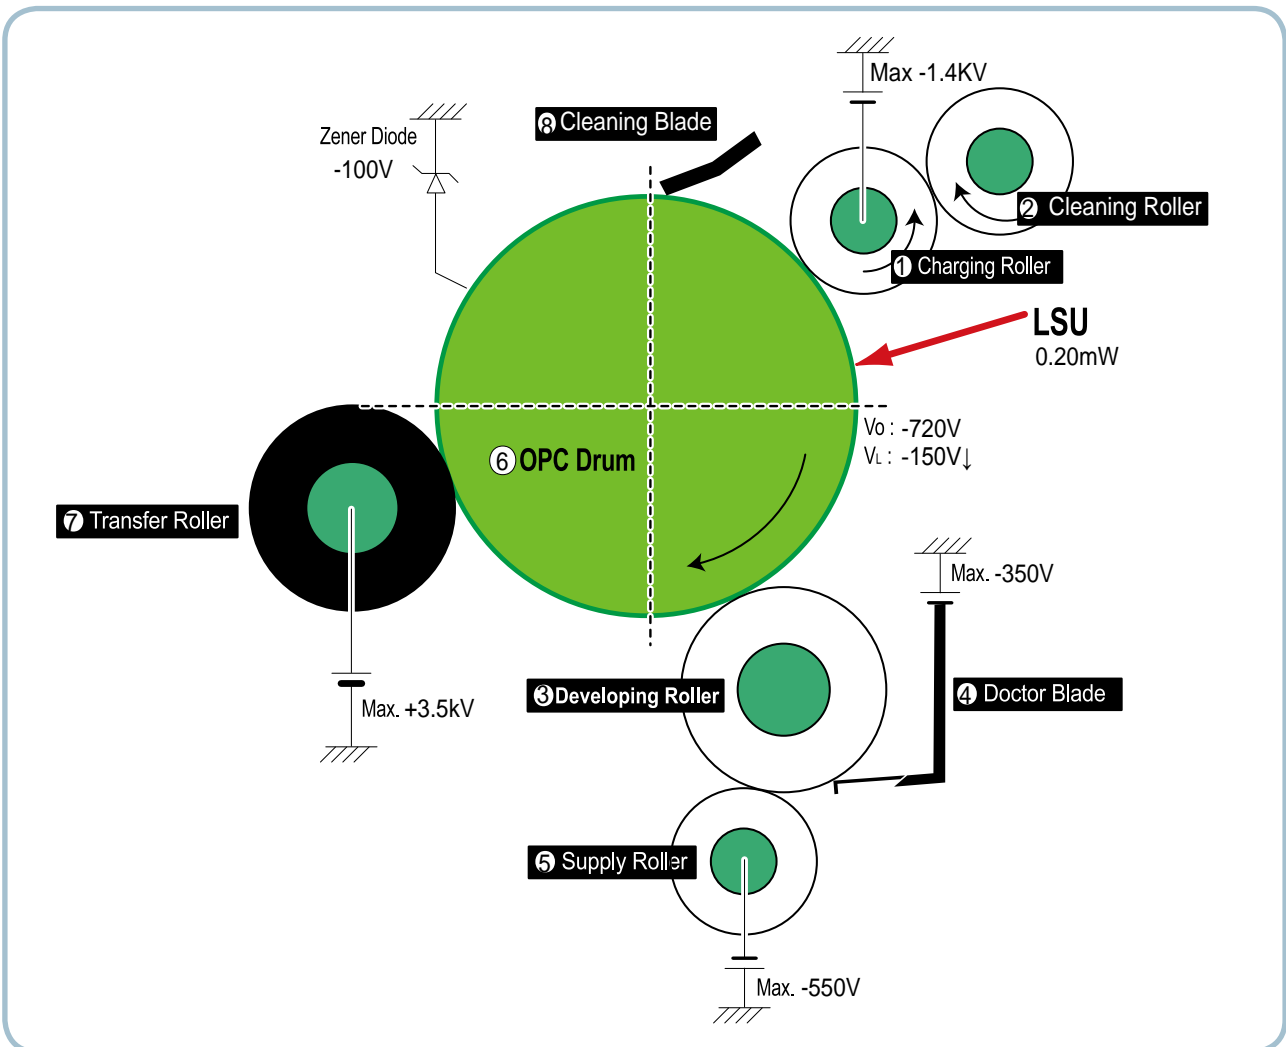 Max -1.4KV
⑧ Cleaning Blade
Zener Diode
-100V
② Cleaning Roller
① Charging Roller
LSU
0.20mW
Vo : -720V
VL : -150V↓
⑥ OPC Drum
⑦ Transfer Roller
Max. -350V
③ Developing Roller
④ Doctor Blade
Max. +3.5kV
⑤ Supply Roller
Max. -550V